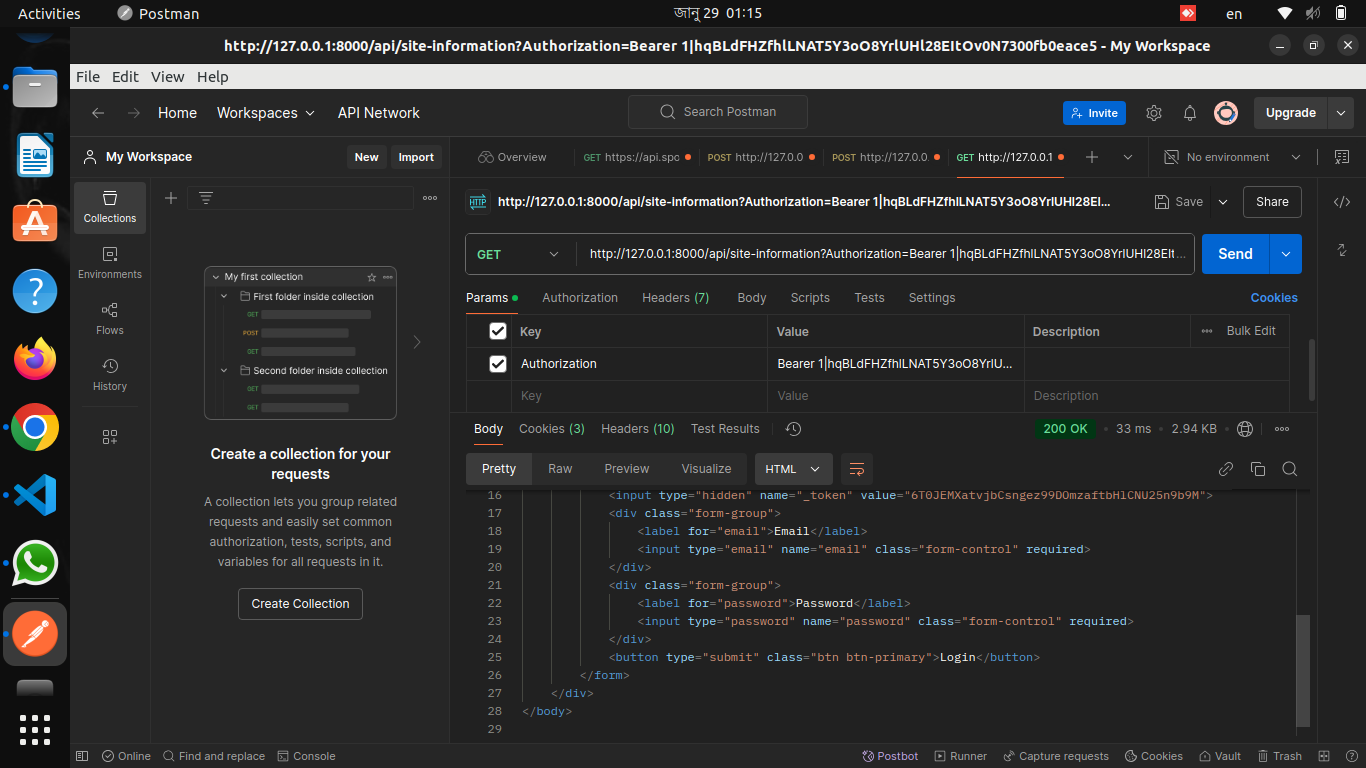 Activities
Postman
জানু 29 01:15
en
http://127.0.0.1:8000/api/site-information?Authorization=Bearer 1|hqBLdFHZfhlLNAT5Y3oO8YrlUHl28EItOv0N7300fb0eace5 - My Workspace
File Edit View Help
Home Workspaces API Network
Search Postman
Invite
Upgrade
My Workspace
New
Import
Overview
GET https://api.spo
POST http://127.0.0
POST http://127.0.0.
GET http://127.0.0.1
No environment
Collections
Environments
Flows
History
My first collection
First folder inside collection
GET
POST
GET
Second folder inside collection
GET
GET
Create a collection for your
requests
A collection lets you group related
requests and easily set common
authorization, tests, scripts, and
variables for all requests in it.
Create Collection
HTTP
http://127.0.0.1:8000/api/site-information?Authorization=Bearer 1|hqBLdFHZfhlLNAT5Y3oO8YrlUHl28EI...
Save
Share
GET
http://127.0.0.1:8000/api/site-information?Authorization=Bearer 1|hqBLdFHZfhlLNAT5Y3oO8YrlUHl28EIt...
Send
Params Authorization Headers (7) Body Scripts Tests Settings
Cookies
Key Value Description
Bulk Edit
Authorization Bearer 1|hqBLdFHZfhlLNAT5Y3oO8YrlU...
Key Value Description
Body Cookies (3) Headers (10) Test Results
200 OK • 33 ms • 2.94 KB
Pretty Raw Preview Visualize HTML
16 <input type="hidden" name="_token" value="6T0JEMXatvjbCsngez99DOmzaftbHlCNU25n9b9M">
17 <div class="form-group">
18 <label for="email">Email</label>
19 <input type="email" name="email" class="form-control" required>
20 </div>
21 <div class="form-group">
22 <label for="password">Password</label>
23 <input type="password" name="password" class="form-control" required>
24 </div>
25 <button type="submit" class="btn btn-primary">Login</button>
26 </form>
27 </div>
28 </body>
29
Online
Find and replace
Console
Postbot
Runner
Capture requests
Cookies
Vault
Trash